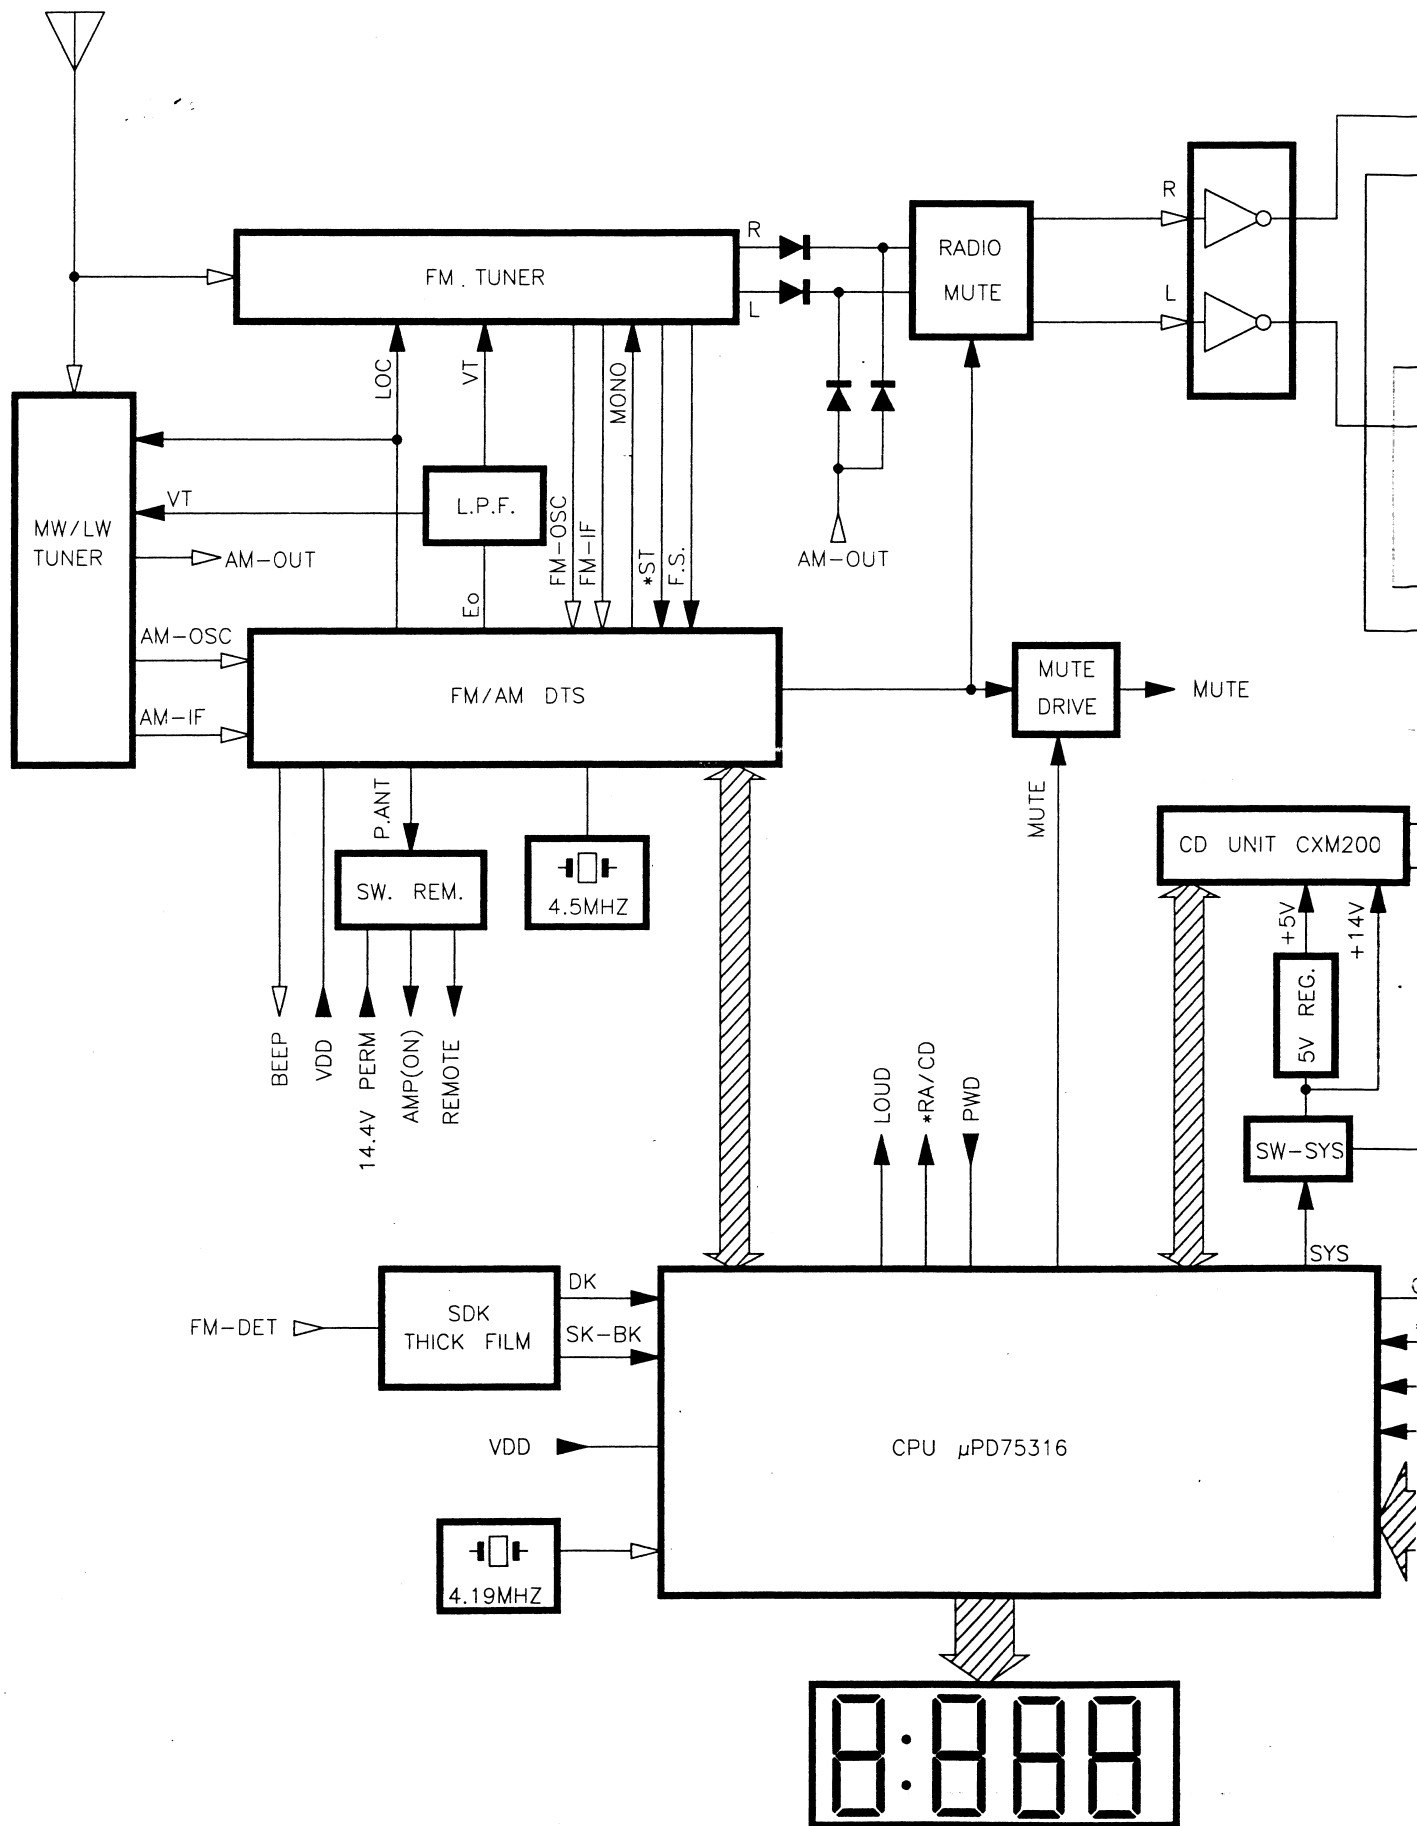 R
R
FM. TUNER
RADIO
MUTE
L
L
LOC
VT
MONO
VT
L.P.F.
MW/LW
TUNER
FM-OSC
FM-IF
*ST
F.S.
AM-OUT
AM-OUT
Eo
AM-OSC
FM/AM DTS
MUTE
DRIVE
MUTE
AM-IF
P.ANT
MUTE
CD UNIT CXM200
SW. REM.
4.5MHZ
+5V
+14V
5V REG.
BEEP
VDD
14.4V PERM
AMP(ON)
REMOTE
LOUD
*RA/CD
PWD
SW-SYS
SYS
DK
SDK
THICK FILM
FM-DET
SK-BK
VDD
CPU µPD75316
4.19MHZ
8:888